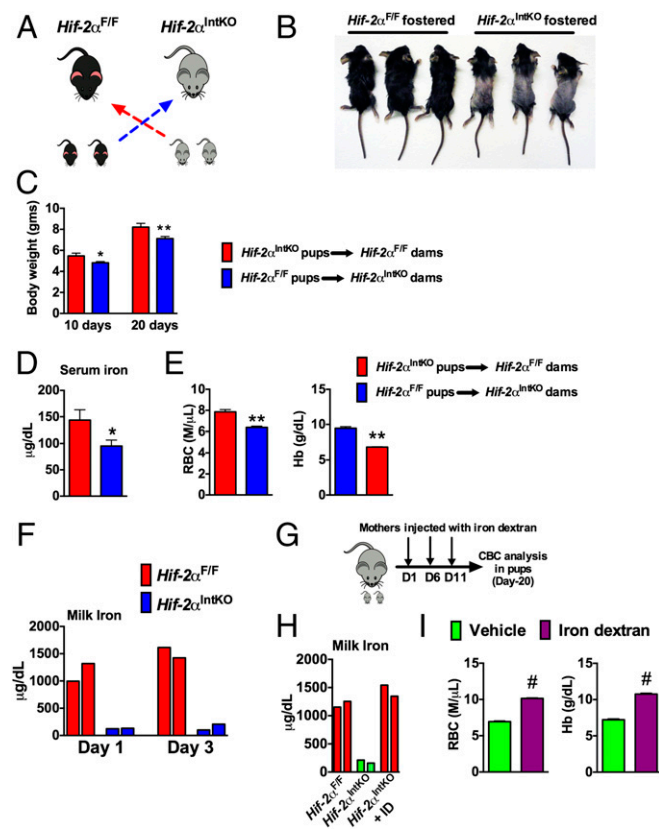 A
Hif-2α^F/F Hif-2α^IntKO
B
Hif-2α^F/F fostered Hif-2α^IntKO fostered
C
Body weight (gms)
10
8
6
4
2
0
*
**
10 days 20 days
Hif-2α^IntKO pups → Hif-2α^F/F dams
Hif-2α^F/F pups → Hif-2α^IntKO dams
D
Serum iron
µg/dL
200
150
100
50
0
*
E
Hif-2α^IntKO pups → Hif-2α^F/F dams
Hif-2α^F/F pups → Hif-2α^IntKO dams
RBC (M/µL)
10
8
6
4
2
0
**
Hb (g/dL)
15
10
5
0
**
F
Hif-2α^F/F
Hif-2α^IntKO
Milk Iron
µg/dL
2000
1500
1000
500
0
Day 1 Day 3
G
Mothers injected with iron dextran
D1 D6 D11
CBC analysis
in pups
(Day-20)
H
Milk Iron
µg/dL
2000
1500
1000
500
0
Hif-2α^F/F
Hif-2α^IntKO
Hif-2α^IntKO
+ ID
I
Vehicle Iron dextran
RBC (M/µL)
15
10
5
0
#
Hb (g/dL)
15
10
5
0
#